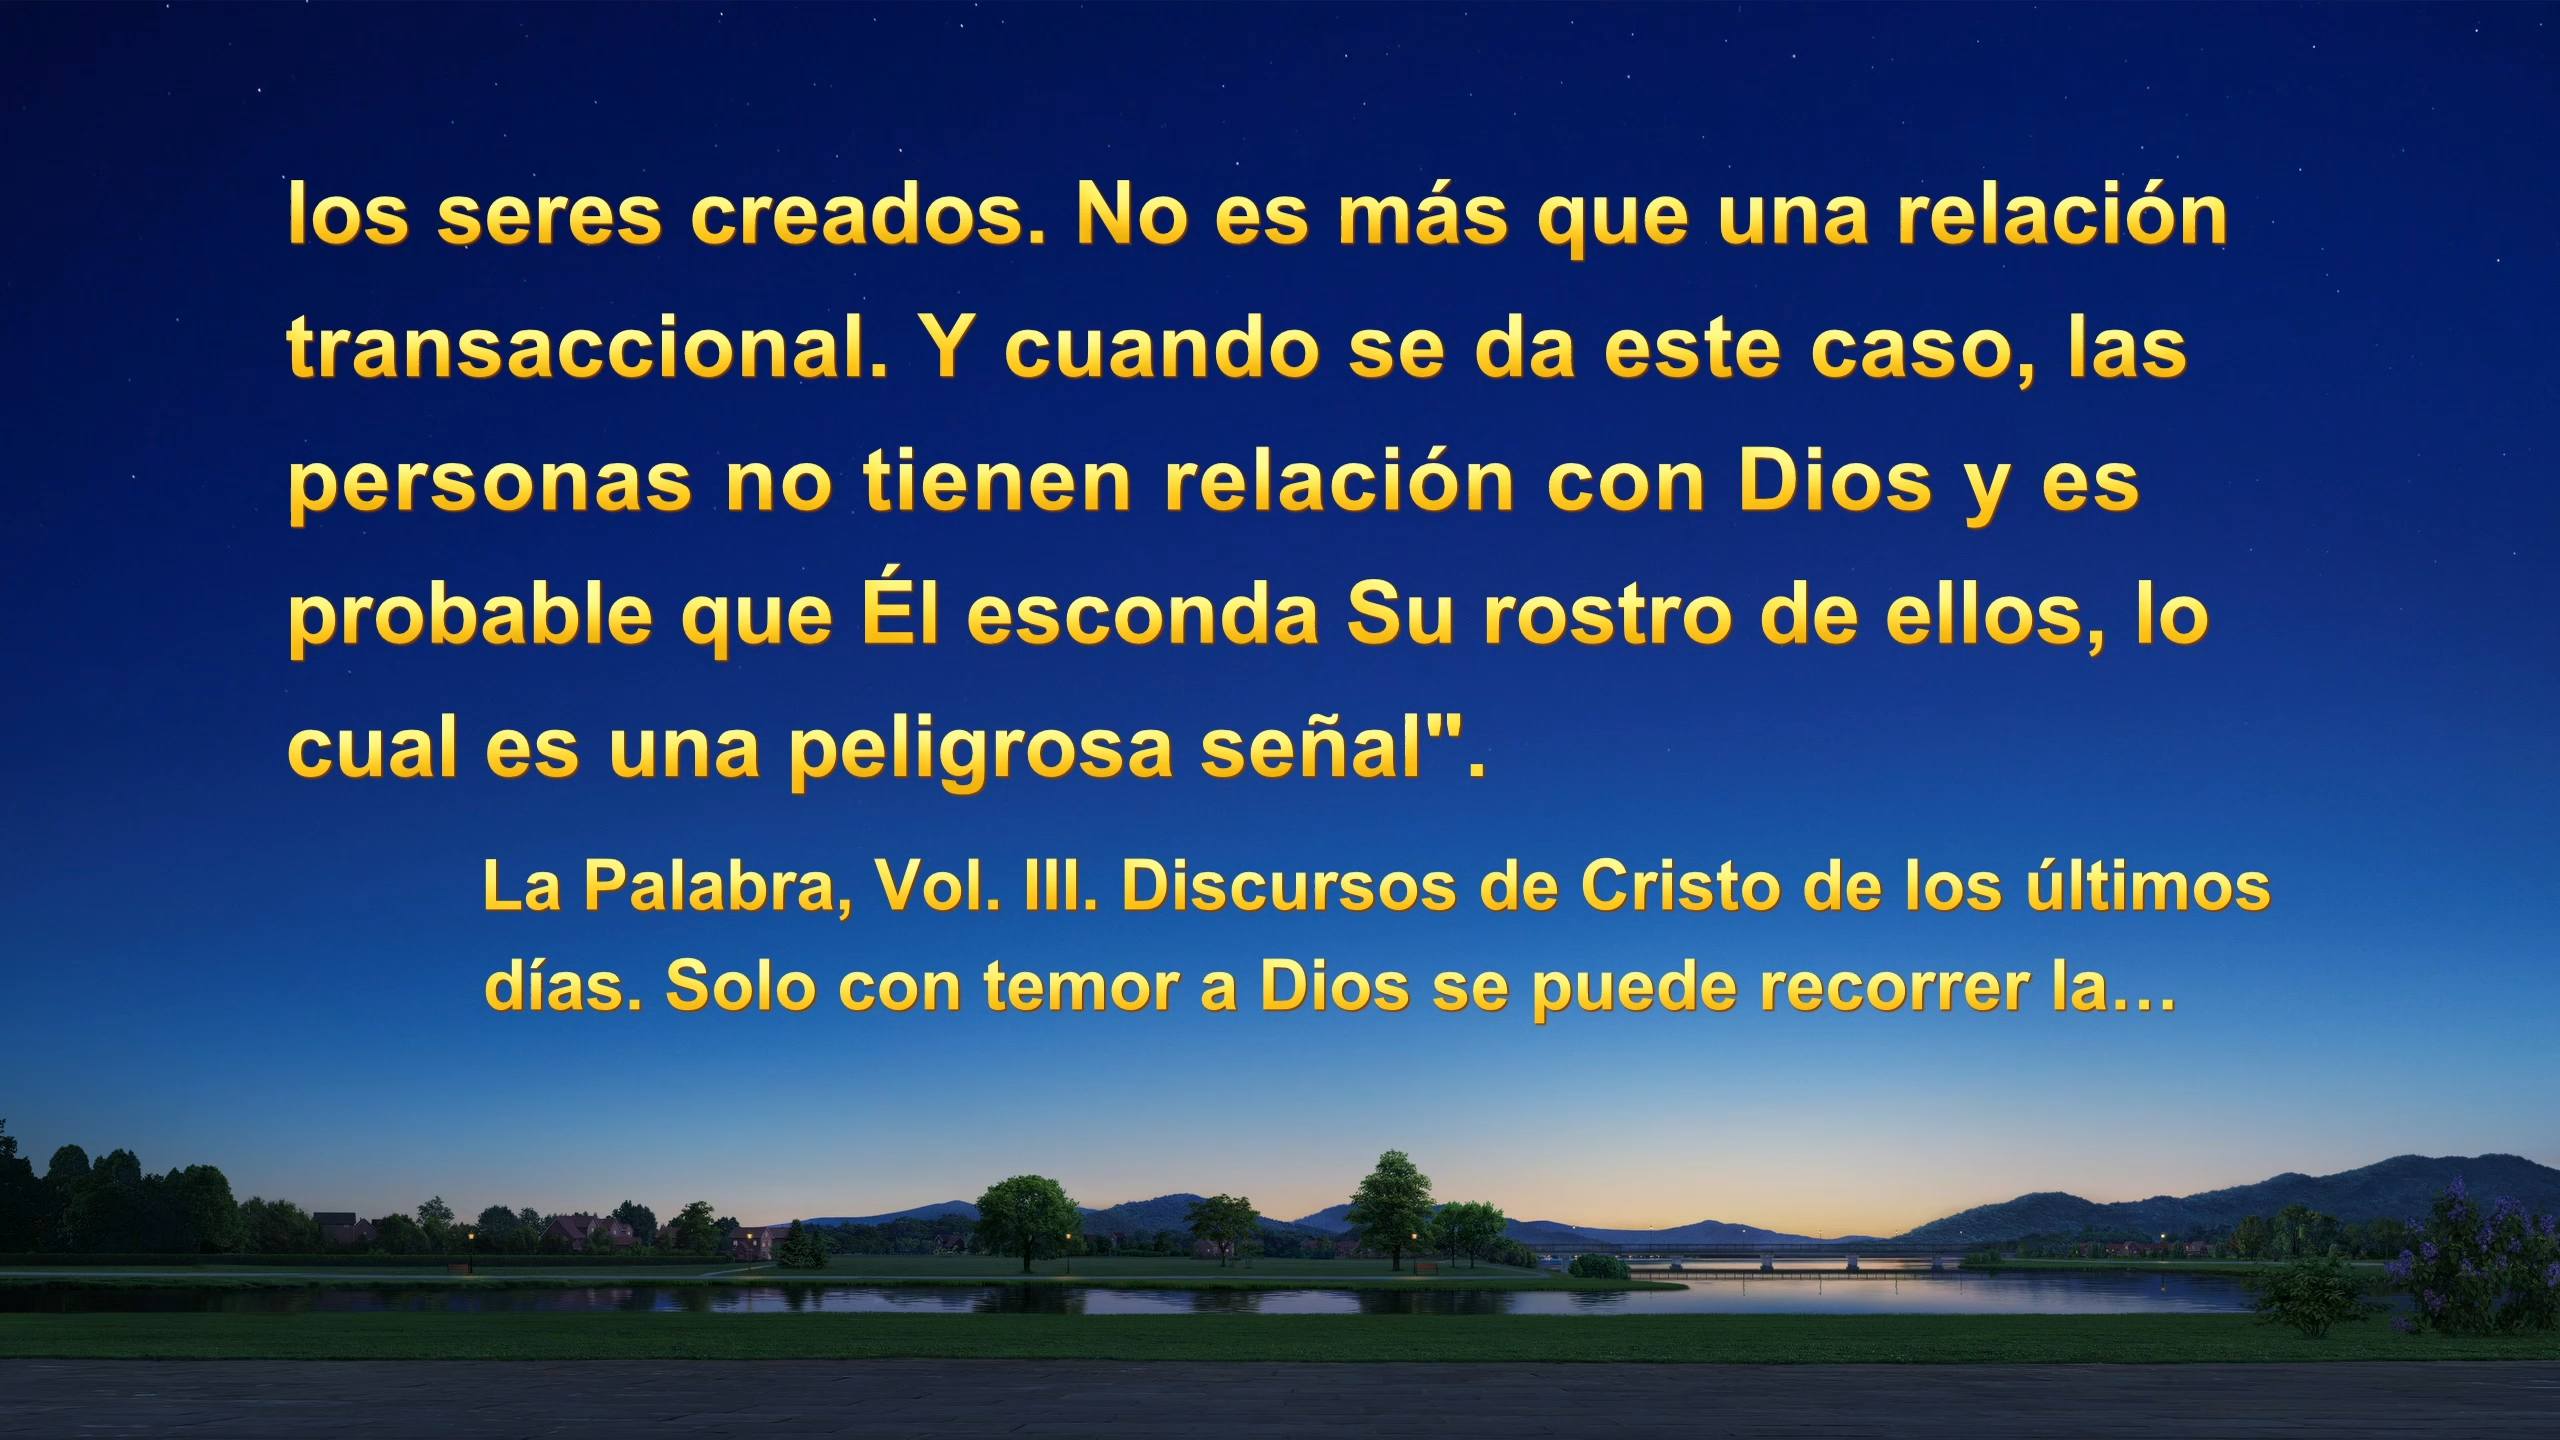 los seres creados. No es más que una relación
transaccional. Y cuando se da este caso, las
personas no tienen relación con Dios y es
probable que Él esconda Su rostro de ellos, lo
cual es una peligrosa señal".
La Palabra, Vol. III. Discursos de Cristo de los últimos
días. Solo con temor a Dios se puede recorrer la…